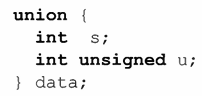 union {
  int  s;
  int unsigned u;
} data;